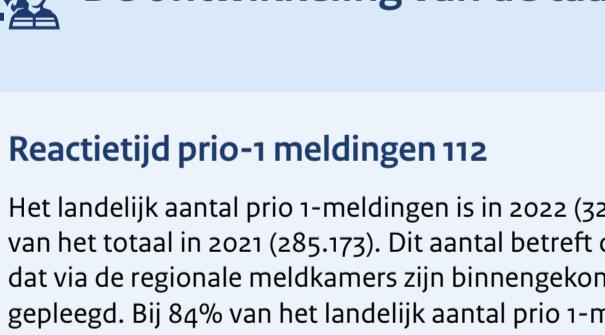 Reactietijd prio-1 meldingen 112
Het landelijk aantal prio 1-meldingen is in 2022 (32
van het totaal in 2021 (285.173). Dit aantal betreft
dat via de regionale meldkamers zijn
gepleegd. Bij 84% van het landelijk aantal prio